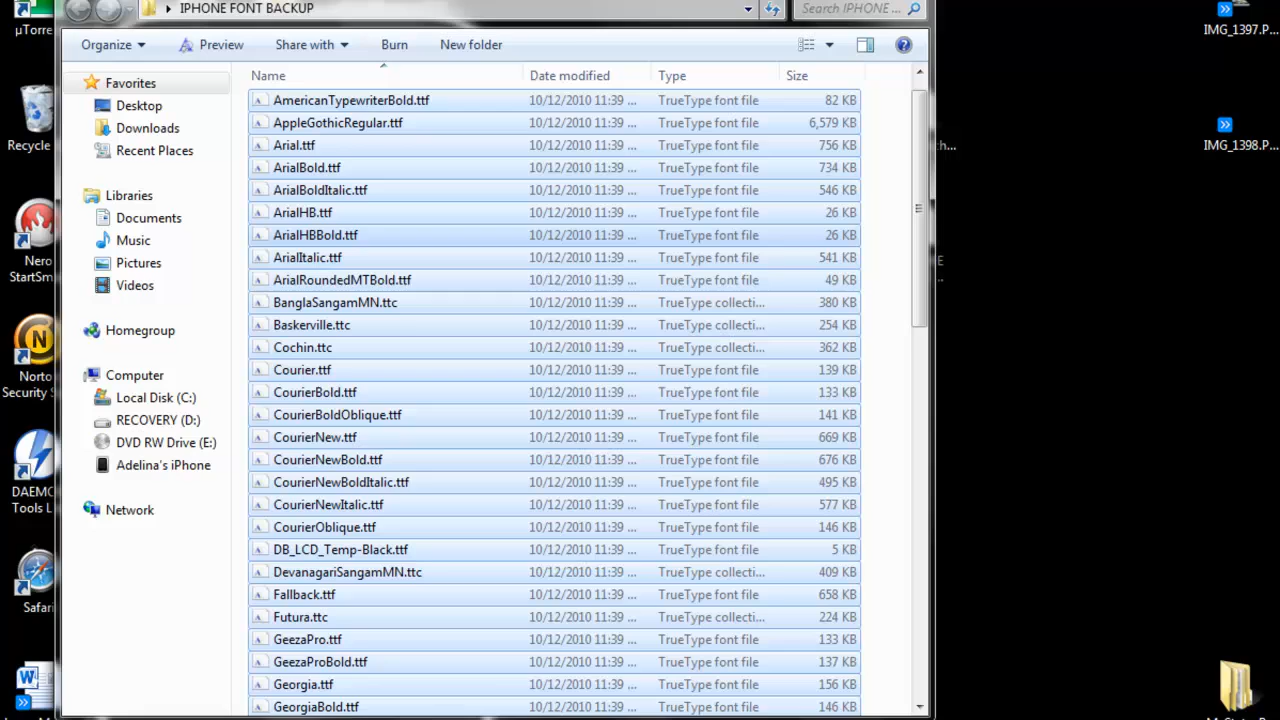 IPHONE FONT BACKUP
Search IPHONE ...
Organize Preview Share with Burn New folder
Name Date modified Type Size
AmericanTypewriterBold.ttf 10/12/2010 11:39 ... TrueType font file 82 KB
AppleGothicRegular.ttf 10/12/2010 11:39 ... TrueType font file 6,579 KB
Arial.ttf 10/12/2010 11:39 ... TrueType font file 756 KB
ArialBold.ttf 10/12/2010 11:39 ... TrueType font file 734 KB
ArialBoldItalic.ttf 10/12/2010 11:39 ... TrueType font file 546 KB
ArialHB.ttf 10/12/2010 11:39 ... TrueType font file 26 KB
ArialHBBold.ttf 10/12/2010 11:39 ... TrueType font file 26 KB
ArialItalic.ttf 10/12/2010 11:39 ... TrueType font file 541 KB
ArialRoundedMTBold.ttf 10/12/2010 11:39 ... TrueType font file 49 KB
BanglaSangamMN.ttc 10/12/2010 11:39 ... TrueType collecti... 380 KB
Baskerville.ttc 10/12/2010 11:39 ... TrueType collecti... 254 KB
Cochin.ttc 10/12/2010 11:39 ... TrueType collecti... 362 KB
Courier.ttf 10/12/2010 11:39 ... TrueType font file 139 KB
CourierBold.ttf 10/12/2010 11:39 ... TrueType font file 133 KB
CourierBoldOblique.ttf 10/12/2010 11:39 ... TrueType font file 141 KB
CourierNew.ttf 10/12/2010 11:39 ... TrueType font file 669 KB
CourierNewBold.ttf 10/12/2010 11:39 ... TrueType font file 676 KB
CourierNewBoldItalic.ttf 10/12/2010 11:39 ... TrueType font file 495 KB
CourierNewItalic.ttf 10/12/2010 11:39 ... TrueType font file 577 KB
CourierOblique.ttf 10/12/2010 11:39 ... TrueType font file 146 KB
DB_LCD_Temp-Black.ttf 10/12/2010 11:39 ... TrueType font file 5 KB
DevanagariSangamMN.ttc 10/12/2010 11:39 ... TrueType collecti... 409 KB
Fallback.ttf 10/12/2010 11:39 ... TrueType font file 658 KB
Futura.ttc 10/12/2010 11:39 ... TrueType collecti... 224 KB
GeezaPro.ttf 10/12/2010 11:39 ... TrueType font file 133 KB
GeezaProBold.ttf 10/12/2010 11:39 ... TrueType font file 137 KB
Georgia.ttf 10/12/2010 11:39 ... TrueType font file 156 KB
GeorgiaBold.ttf 10/12/2010 11:39 ... TrueType font file 146 KB
Favorites
Desktop
Downloads
Recent Places
Libraries
Documents
Music
Pictures
Videos
Homegroup
Computer
Local Disk (C:)
RECOVERY (D:)
DVD RW Drive (E:)
Adelina's iPhone
Network
µTorre
Recycle
Nero
StartSm
Norto
Security S
DAEMC
Tools L
Safari
IMG_1397.P...
IMG_1398.P...